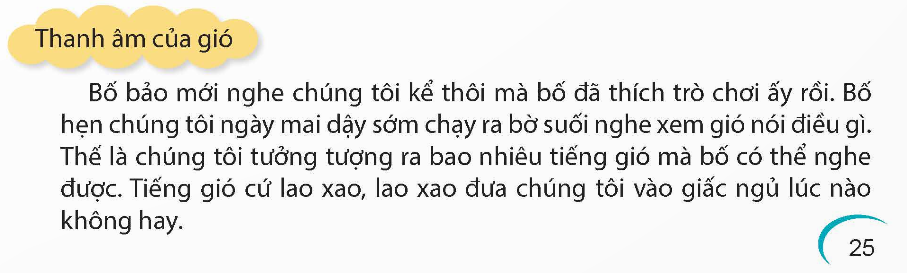 Thanh âm của gió
Bố bảo mới nghe chúng tôi kể thôi mà bố đã thích trò chơi ấy rồi. Bố
hẹn chúng tôi ngày mai dậy sớm chạy ra bờ suối nghe xem gió nói điều gì.
Thế là chúng tôi tưởng tượng ra bao nhiêu tiếng gió mà bố có thể nghe
được. Tiếng gió cứ lao xao, lao xao đưa chúng tôi vào giấc ngủ lúc nào
không hay.
25